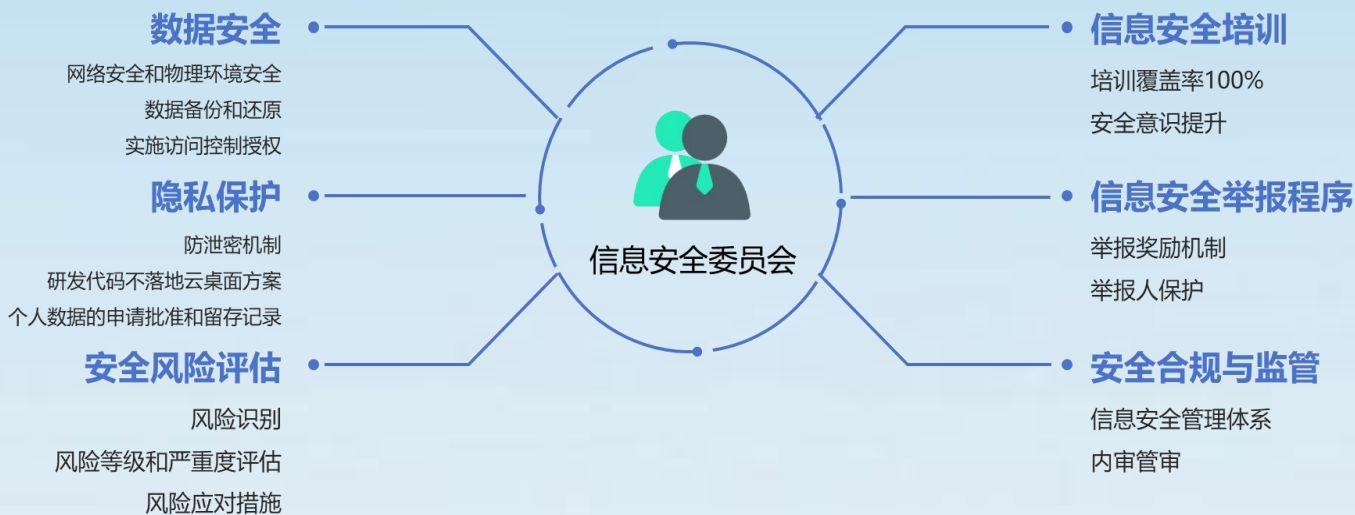 数据安全
网络安全和物理环境安全
数据备份和还原
实施访问控制授权
隐私保护
防泄密机制
研发代码不落地云桌面方案
个人数据的申请批准和留存记录
安全风险评估
风险识别
风险等级和严重度评估
风险应对措施
信息安全委员会
信息安全培训
培训覆盖率100%
安全意识提升
信息安全举报程序
举报奖励机制
举报人保护
安全合规与监管
信息安全管理体系
内审管审